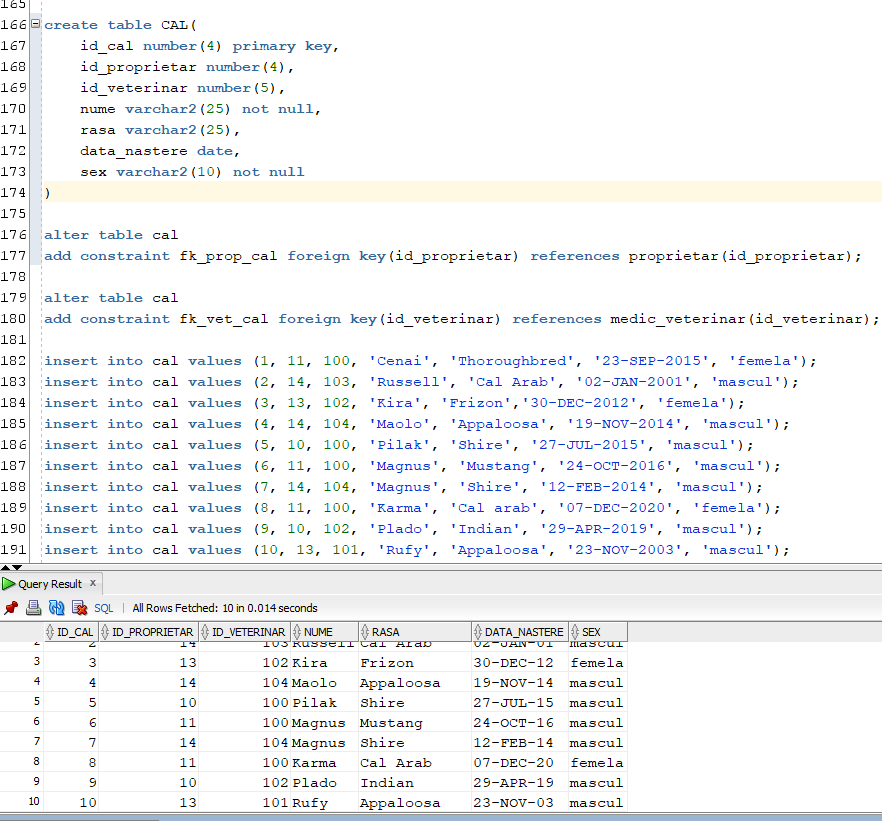 165
166 create table CAL(
167 id_cal number(4) primary key,
168 id_proprietar number(4),
169 id_veterinar number(5),
170 nume varchar2(25) not null,
171 rasa varchar2(25),
172 data_nastere date,
173 sex varchar2(10) not null
174 )
175
176 alter table cal
177 add constraint fk_prop_cal foreign key(id_proprietar) references proprietar(id_proprietar);
178
179 alter table cal
180 add constraint fk_vet_cal foreign key(id_veterinar) references medic_veterinar(id_veterinar);
181
182 insert into cal values (1, 11, 100, 'Cenai', 'Thoroughbred', '23-SEP-2015', 'femela');
183 insert into cal values (2, 14, 103, 'Russell', 'Cal Arab', '02-JAN-2001', 'mascul');
184 insert into cal values (3, 13, 102, 'Kira', 'Frizon','30-DEC-2012', 'femela');
185 insert into cal values (4, 14, 104, 'Maolo', 'Appaloosa', '19-NOV-2014', 'mascul');
186 insert into cal values (5, 10, 100, 'Pilak', 'Shire', '27-JUL-2015', 'mascul');
187 insert into cal values (6, 11, 100, 'Magnus', 'Mustang', '24-OCT-2016', 'mascul');
188 insert into cal values (7, 14, 104, 'Magnus', 'Shire', '12-FEB-2014', 'mascul');
189 insert into cal values (8, 11, 100, 'Karma', 'Cal arab', '07-DEC-2020', 'femela');
190 insert into cal values (9, 10, 102, 'Plado', 'Indian', '29-APR-2019', 'mascul');
191 insert into cal values (10, 13, 101, 'Rufy', 'Appaloosa', '23-NOV-2003', 'mascul');
Query Result x
SQL | All Rows Fetched: 10 in 0.014 seconds
ID_CAL ID_PROPRIETAR ID_VETERINAR NUME RASA DATA_NASTERE SEX
2 2 14 103 Russell Cal Arab 02-JAN-01 mascul
3 3 13 102 Kira Frizon 30-DEC-12 femela
4 4 14 104 Maolo Appaloosa 19-NOV-14 mascul
5 5 10 100 Pilak Shire 27-JUL-15 mascul
6 6 11 100 Magnus Mustang 24-OCT-16 mascul
7 7 14 104 Magnus Shire 12-FEB-14 mascul
8 8 11 100 Karma Cal Arab 07-DEC-20 femela
9 9 10 102 Plado Indian 29-APR-19 mascul
10 10 13 101 Rufy Appaloosa 23-NOV-03 mascul